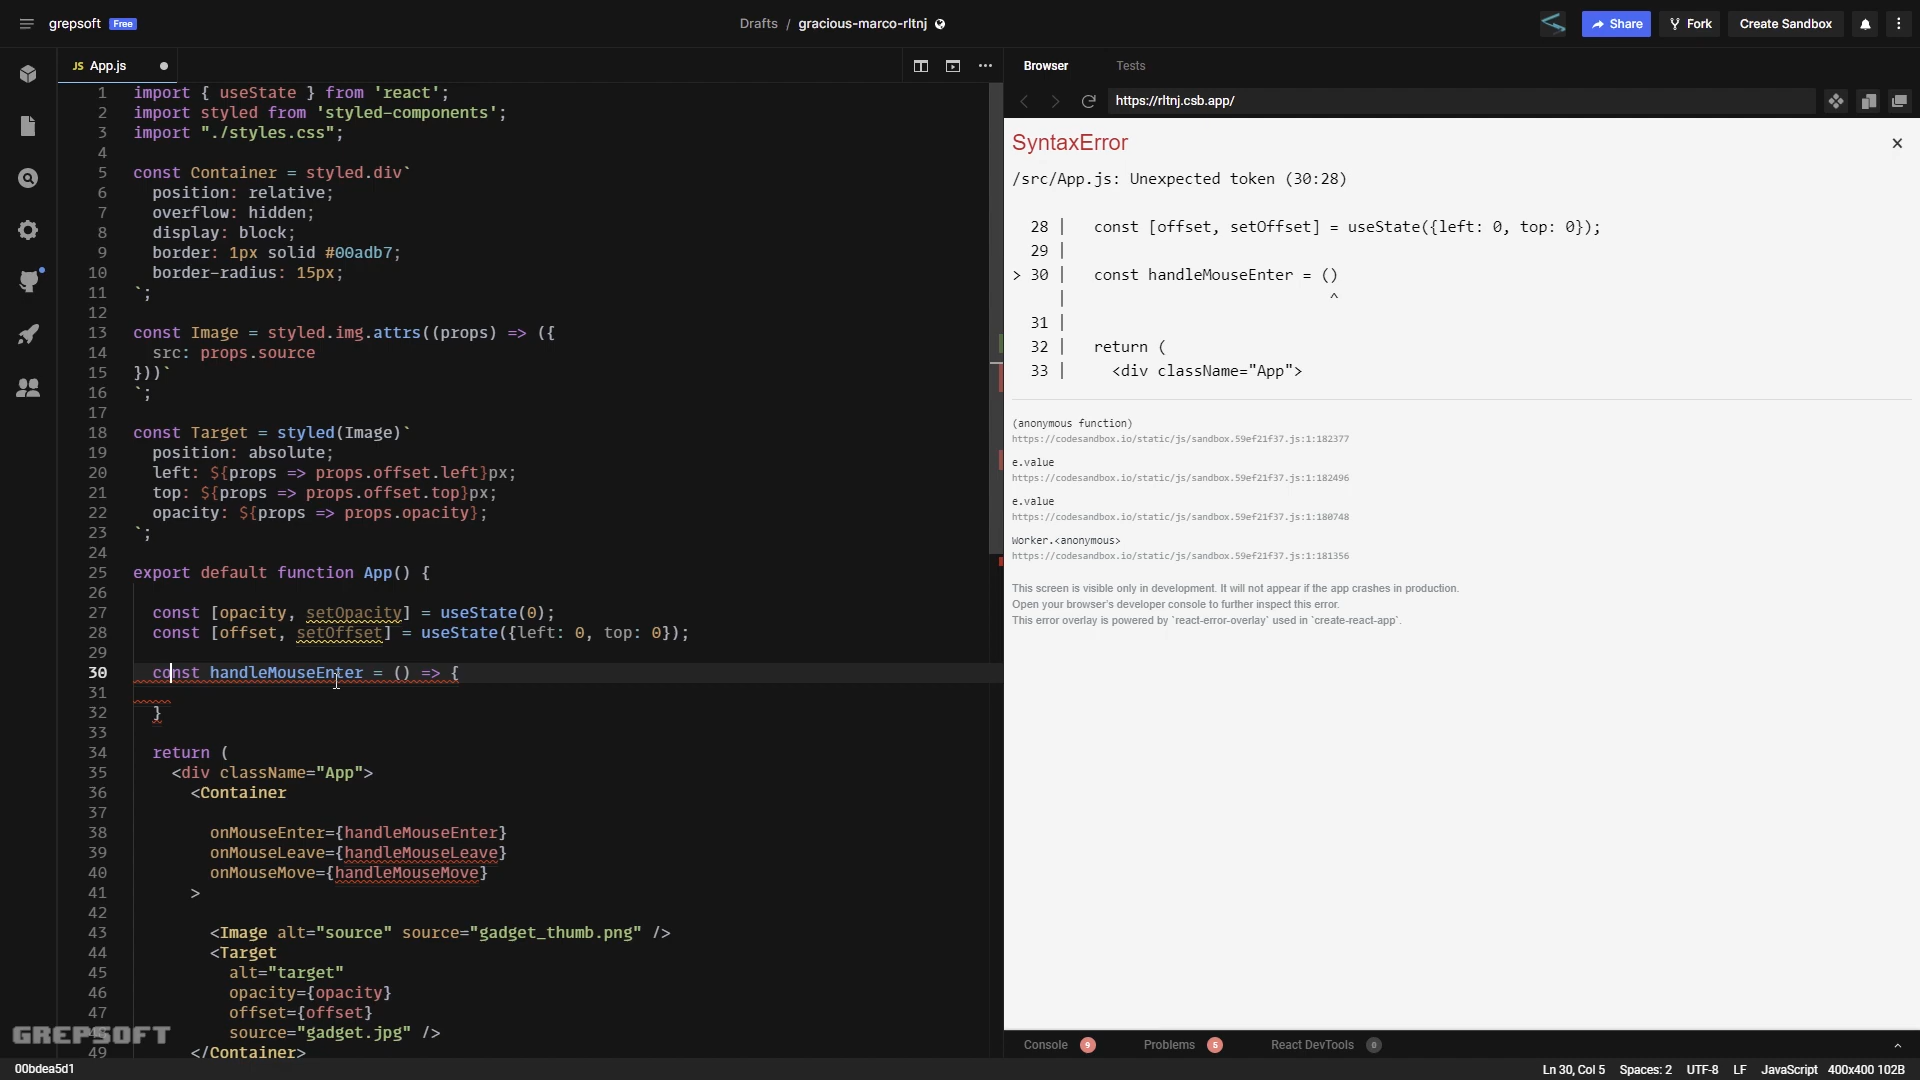 grepsoft Free
Drafts / gracious-marco-rltnj
Share
Fork
Create Sandbox
JS App.js
Browser
Tests
https://rltnj.csb.app/
1 import { useState } from 'react';
2 import styled from 'styled-components';
3 import "./styles.css";
4
5 const Container = styled.div`
6 position: relative;
7 overflow: hidden;
8 display: block;
9 border: 1px solid #00adb7;
10 border-radius: 15px;
11 `;
12
13 const Image = styled.img.attrs((props) => ({
14 src: props.source
15 }))`
16 `;
17
18 const Target = styled(Image)`
19 position: absolute;
20 left: ${props => props.offset.left}px;
21 top: ${props => props.offset.top}px;
22 opacity: ${props => props.opacity};
23 `;
24
25 export default function App() {
26
27 const [opacity, setOpacity] = useState(0);
28 const [offset, setOffset] = useState({left: 0, top: 0});
29
30 const handleMouseEnter = () => {
31
32 }
33
34 return (
35 <div className="App">
36 <Container
37
38 onMouseEnter={handleMouseEnter}
39 onMouseLeave={handleMouseLeave}
40 onMouseMove={handleMouseMove}
41 >
42
43 <Image alt="source" source="gadget_thumb.png" />
44 <Target
45 alt="target"
46 opacity={opacity}
47 offset={offset}
source="gadget.jpg" />
49 </Container>
GREPSOFT
SyntaxError
/src/App.js: Unexpected token (30:28)
28 | const [offset, setOffset] = useState({left: 0, top: 0});
29 |
> 30 | const handleMouseEnter = ()
| ^
31 |
32 | return (
33 | <div className="App">
(anonymous function)
https://codesandbox.io/static/js/sandbox.59ef21f37.js:1:182377
e.value
https://codesandbox.io/static/js/sandbox.59ef21f37.js:1:182496
e.value
https://codesandbox.io/static/js/sandbox.59ef21f37.js:1:180748
Worker.<anonymous>
https://codesandbox.io/static/js/sandbox.59ef21f37.js:1:181356
This screen is visible only in development. It will not appear if the app crashes in production.
Open your browser's developer console to further inspect this error.
This error overlay is powered by `react-error-overlay` used in `create-react-app`.
Console 9
Problems 5
React DevTools 0
00bdea5d1
Ln 30, Col 5 Spaces: 2 UTF-8 LF JavaScript 400x400 102B